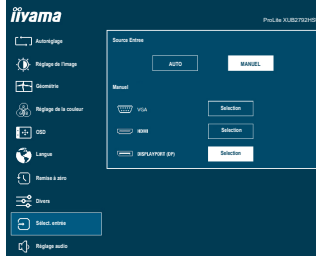 iiyama
ProLite XUB2792HS
Autoréglage
Réglage de l'image
Géométrie
Réglage de la couleur
OSD
Langue
Remise à zéro
Divers
Sélect. entrée
Réglage audio
Source Entree
AUTO
MANUEL
Manuel
VGA
Selection
HDMI
Selection
DISPLAYPORT (DP)
Selection